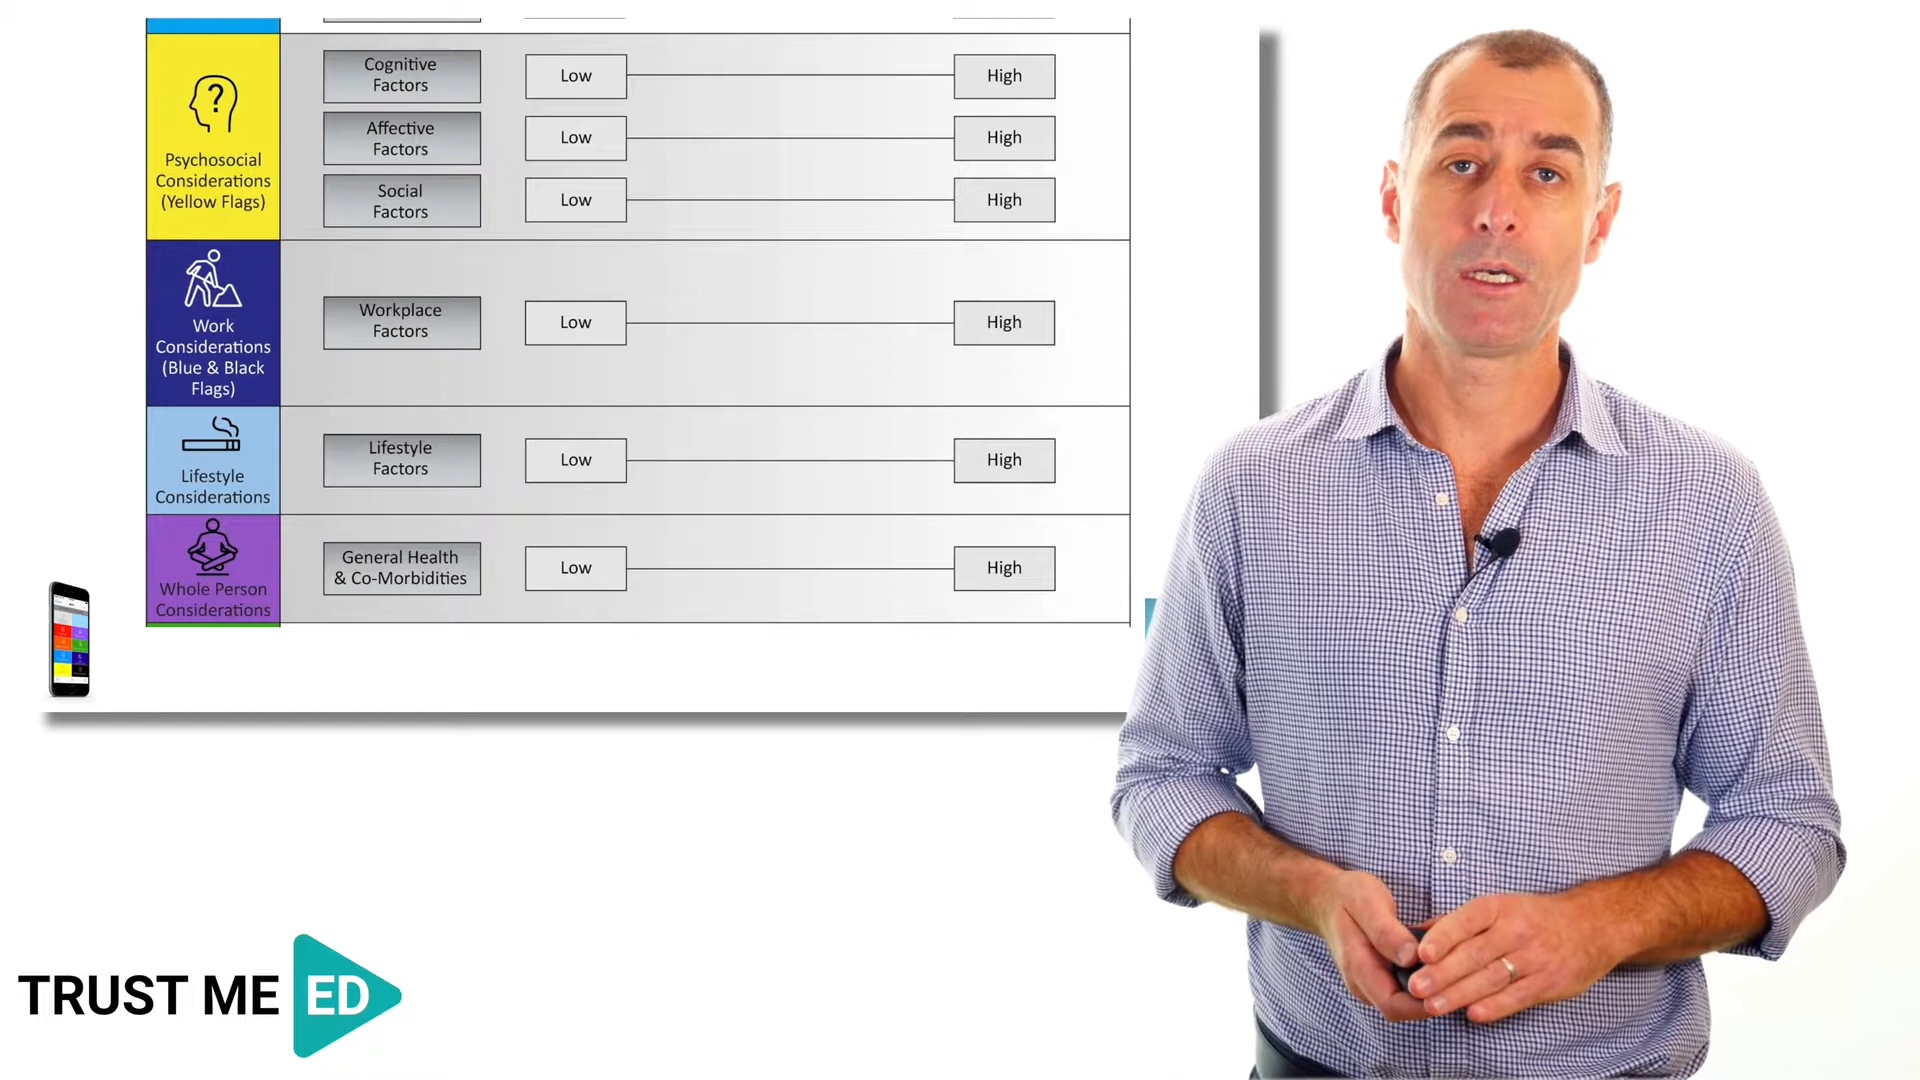 Psychosocial
Considerations
(Yellow Flags)
Cognitive
Factors
Low
High
Affective
Factors
Low
High
Social
Factors
Low
High
Work
Considerations
(Blue & Black
Flags)
Workplace
Factors
Low
High
Lifestyle
Considerations
Lifestyle
Factors
Low
High
Whole Person
Considerations
General Health
& Co-Morbidities
Low
High
TRUST ME ED